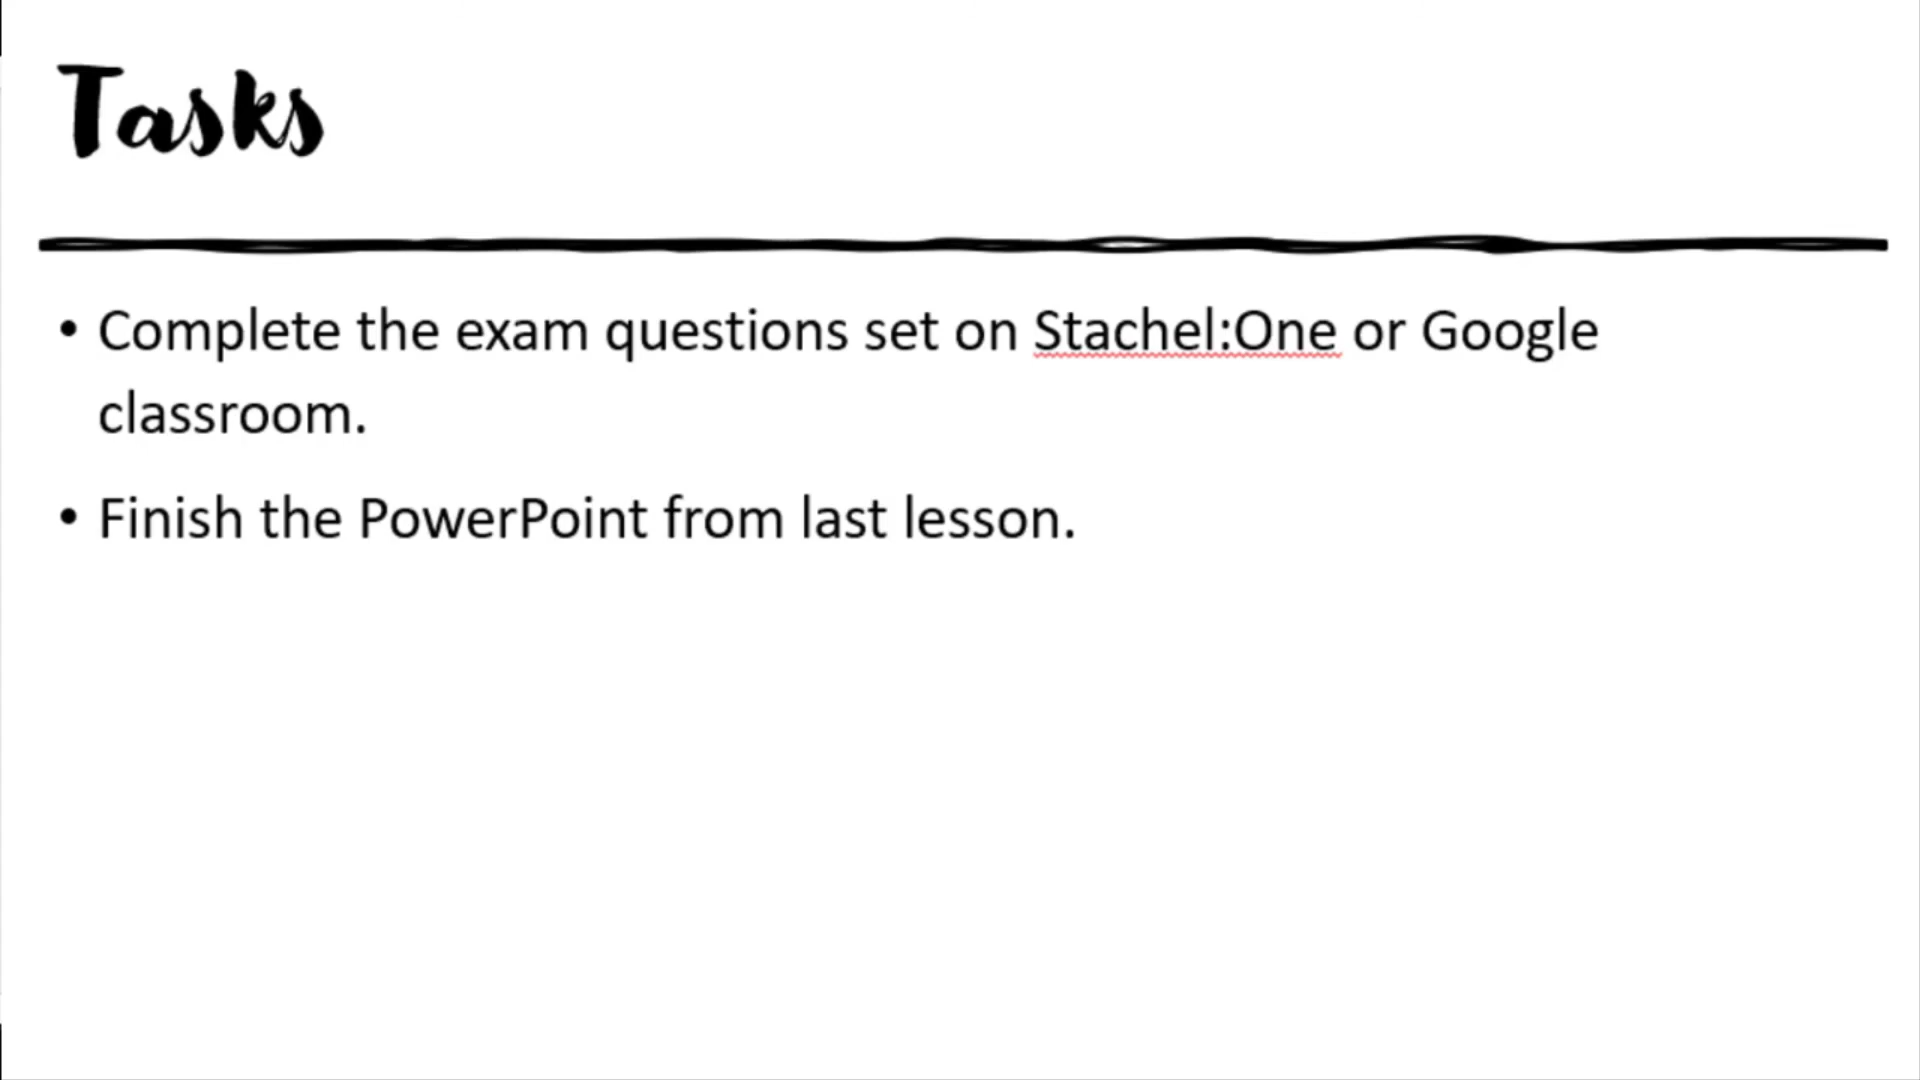 Tasks
• Complete the exam questions set on Stachel:One or Google
classroom.
• Finish the PowerPoint from last lesson.